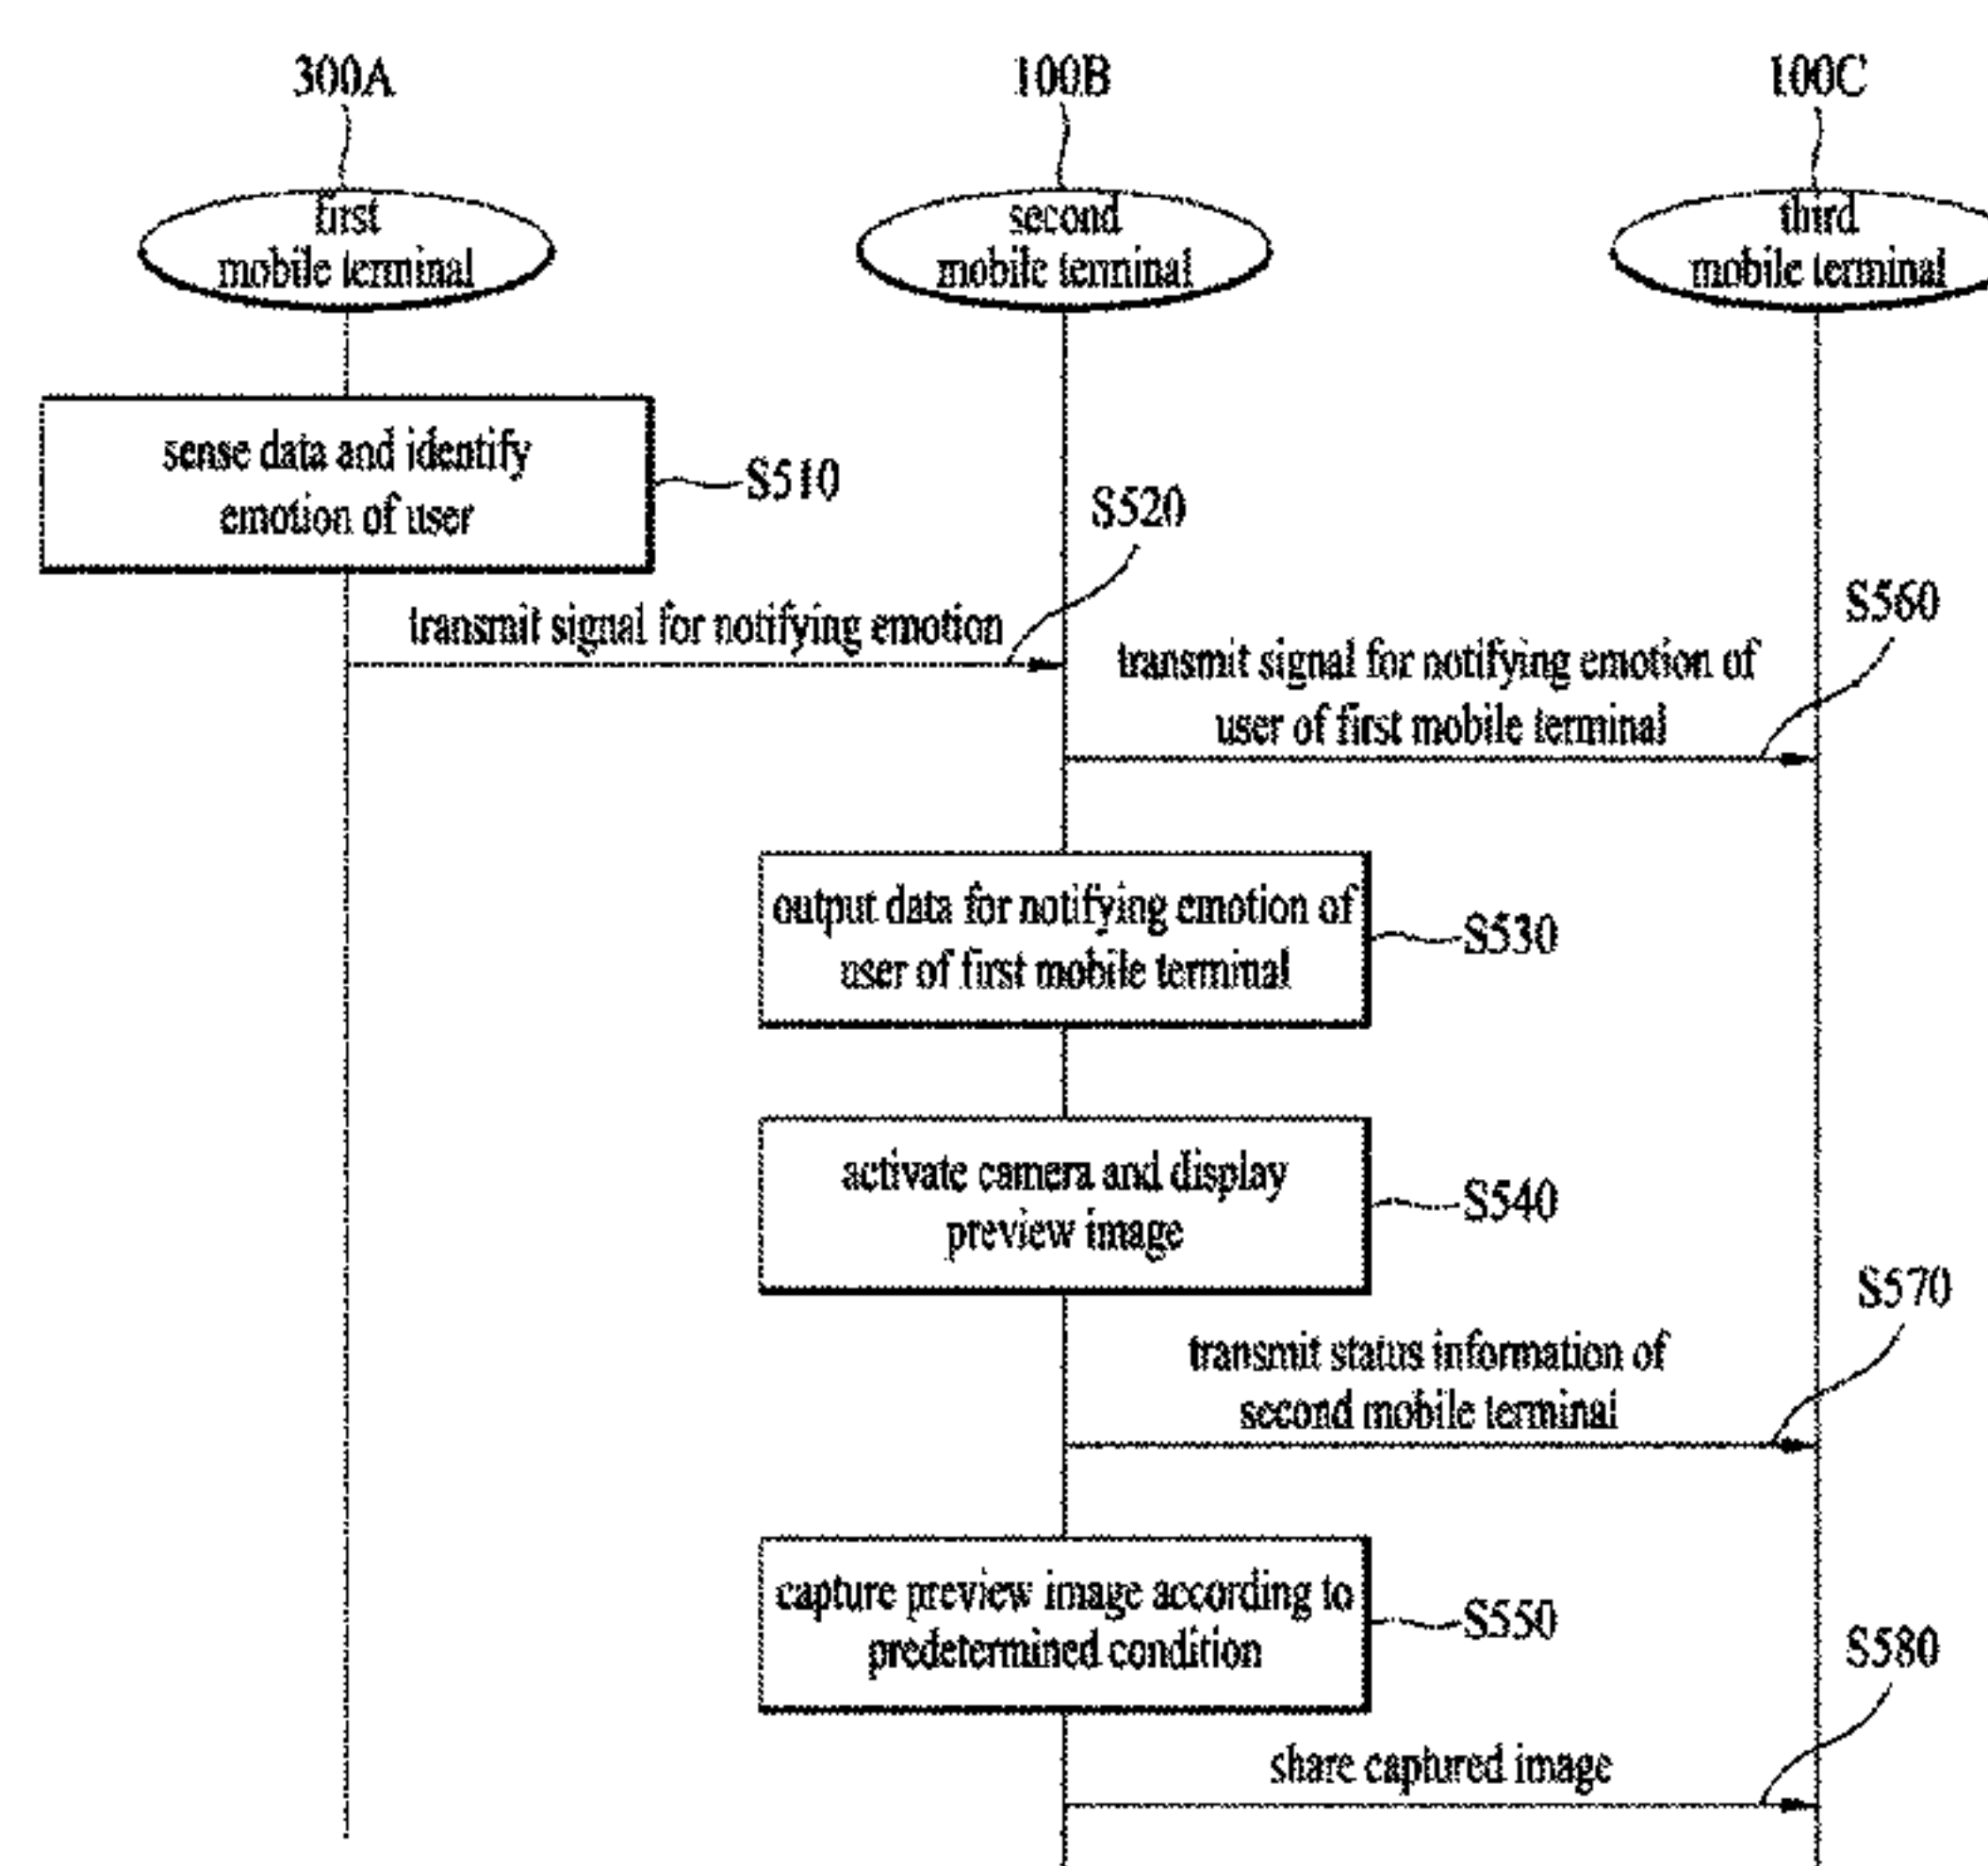 300A
100B
100C
first
mobile terminal
second
mobile terminal
third
mobile terminal
sense data and identify
emotion of user
S510
S520
transmit signal for notifying emotion
S560
transmit signal for notifying emotion of
user of first mobile terminal
output data for notifying emotion of
user of first mobile terminal
S530
activate camera and display
preview image
S540
S570
transmit status information of
second mobile terminal
capture preview image according to
predetermined condition
S550
S580
share captured image